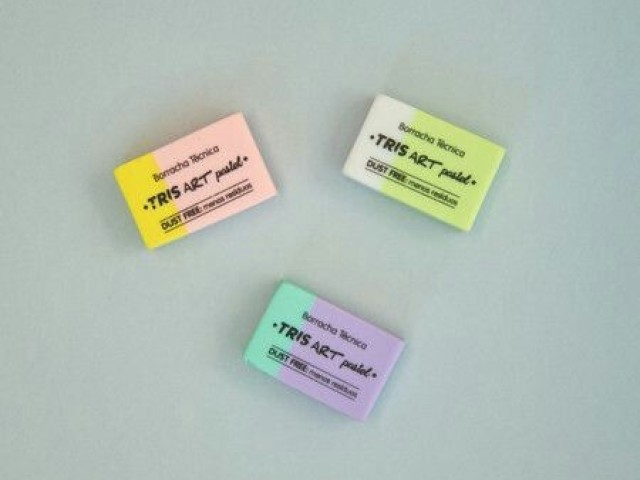 Borracha Técnica
•TRIS ART pastel•
DUST FREE: menos resíduos
Borracha Técnica
•TRIS ART pastel•
DUST FREE: menos resíduos
Borracha Técnica
•TRIS ART pastel•
DUST FREE: menos resíduos